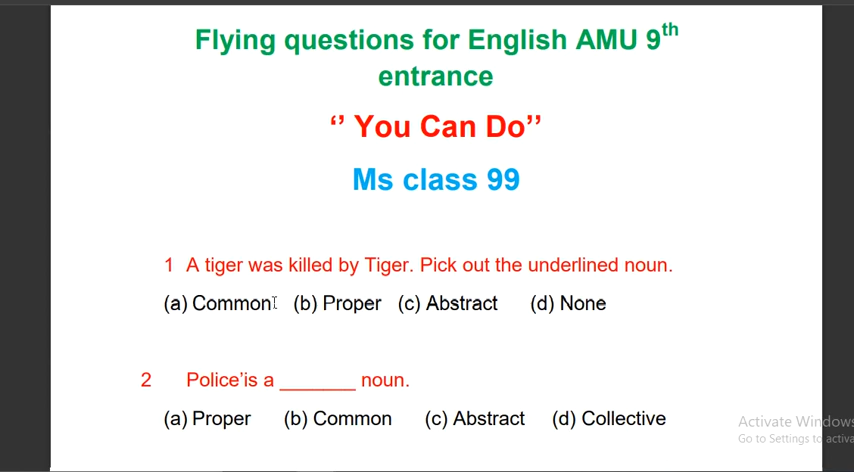 Flying questions for English AMU 9th
entrance
‘’ You Can Do’’
Ms class 99
1 A tiger was killed by Tiger. Pick out the underlined noun.
(a) Common (b) Proper (c) Abstract (d) None
2 Police’is a _______ noun.
(a) Proper (b) Common (c) Abstract (d) Collective
Activate Windows
Go to Settings to activa